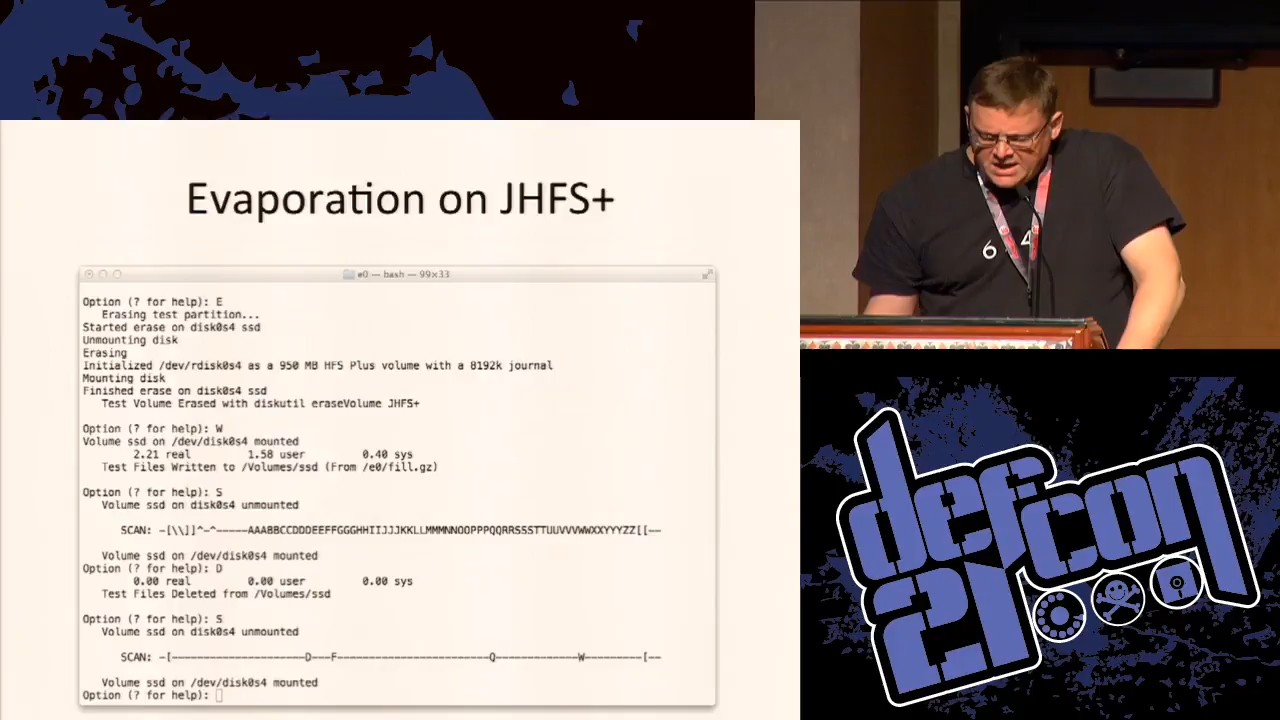 Evaporation on JHFS+
e0 — bash — 99×33
Option (? for help): E
Erasing test partition...
Started erase on disk0s4 ssd
Unmounting disk
Erasing
Initialized /dev/rdisk0s4 as a 950 MB HFS Plus volume with a 8192k journal
Mounting disk
Finished erase on disk0s4 ssd
Test Volume Erased with diskutil eraseVolume JHFS+
Option (? for help): W
Volume ssd on /dev/disk0s4 mounted
2.21 real 1.58 user 0.40 sys
Test Files Written to /Volumes/ssd (From /e0/fill.gz)
Option (? for help): S
Volume ssd on disk0s4 unmounted
SCAN: -[\\]]^-^-----AAABBCCDDDEEFFGGGHHIIJJJKKLLMMMNNOOPPPQQRRSSSTTUUVVVWWXXYYYZZ[[--
Volume ssd on /dev/disk0s4 mounted
Option (? for help): D
0.00 real 0.00 user 0.00 sys
Test Files Deleted from /Volumes/ssd
Option (? for help): S
Volume ssd on disk0s4 unmounted
SCAN: -[---------------------D---F-------------------------Q-------------W---------[--
Volume ssd on /dev/disk0s4 mounted
Option (? for help):
6 4
defcon
21